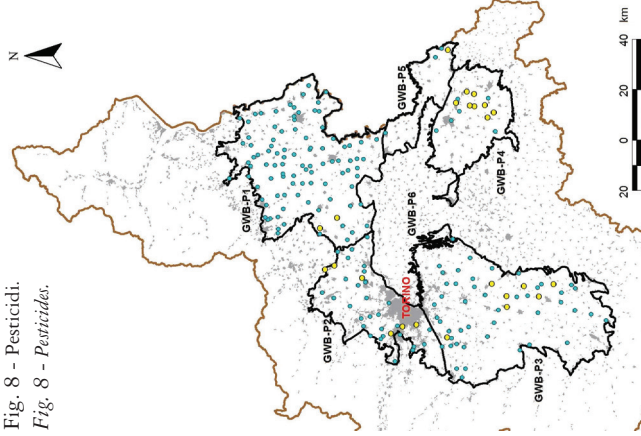 Fig. 8 - Pesticidi.
Fig. 8 - Pesticides.
N
GWB-P1
GWB-P2
GWB-P5
GWB-P6
TORINO
GWB-P4
GWB-P3
km
20 0 20 40